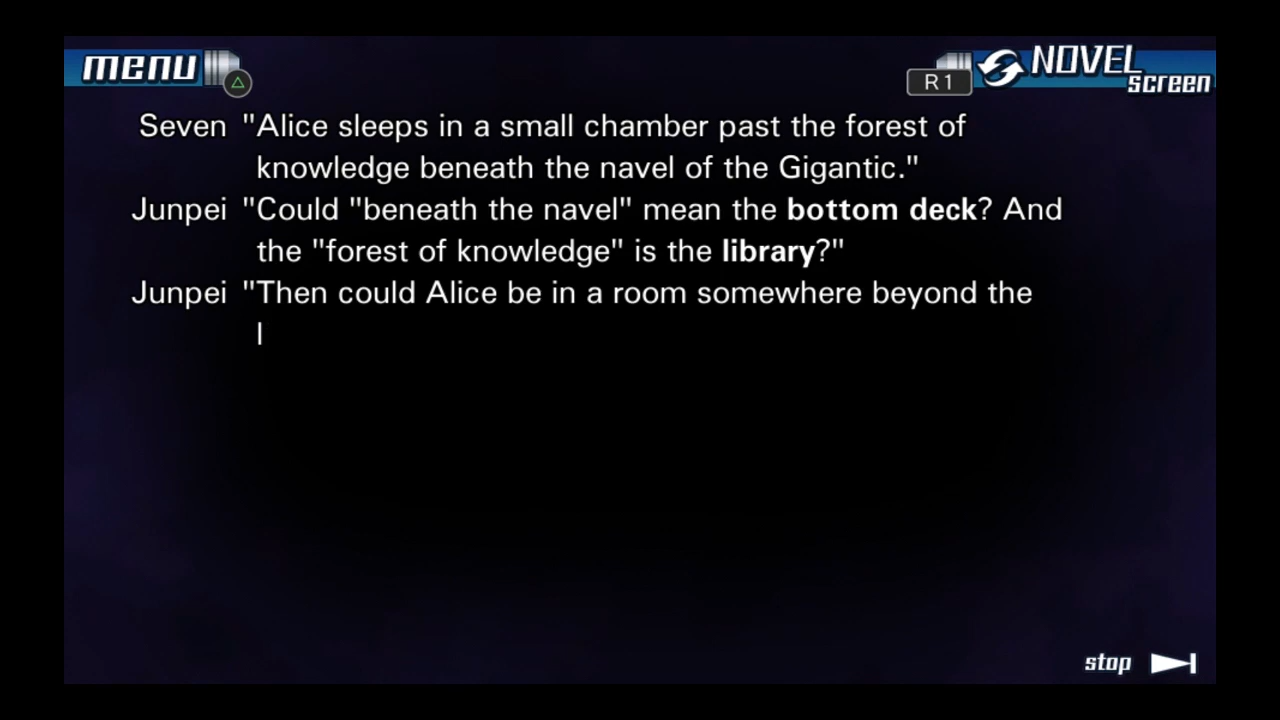 menu
R1
NOVEL
screen
Seven "Alice sleeps in a small chamber past the forest of
knowledge beneath the navel of the Gigantic."
Junpei "Could "beneath the navel" mean the bottom deck? And
the "forest of knowledge" is the library?"
Junpei "Then could Alice be in a room somewhere beyond the
l
stop